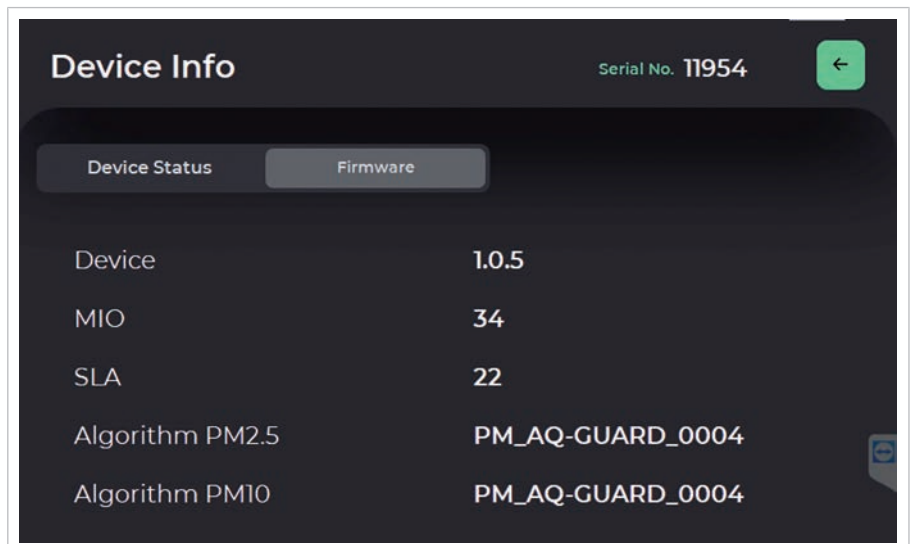 Device Info
Serial No. 11954
Device Status Firmware
Device 1.0.5
MIO 34
SLA 22
Algorithm PM2.5 PM_AQ-GUARD_0004
Algorithm PM10 PM_AQ-GUARD_0004